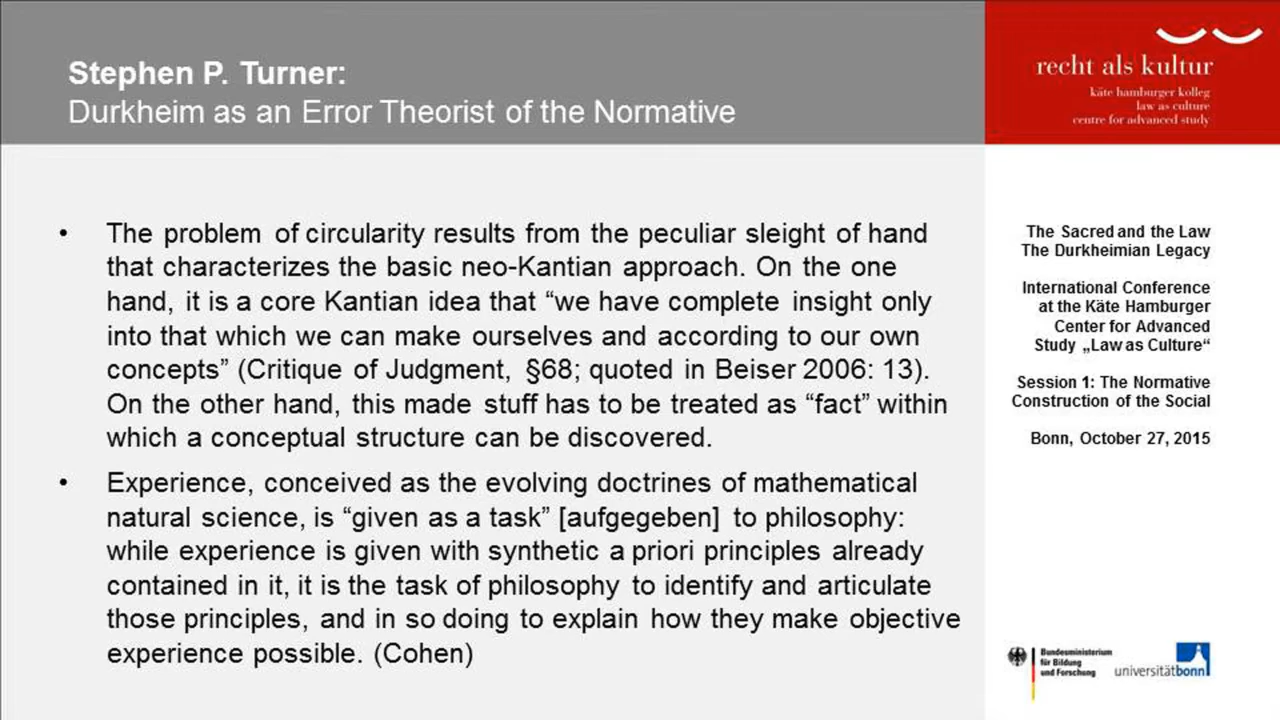 Stephen P. Turner:
Durkheim as an Error Theorist of the Normative
recht als kultur
käte hamburger kolleg
law as culture
centre for advanced study
• The problem of circularity results from the peculiar sleight of hand
that characterizes the basic neo-Kantian approach. On the one
hand, it is a core Kantian idea that “we have complete insight only
into that which we can make ourselves and according to our own
concepts” (Critique of Judgment, §68; quoted in Beiser 2006: 13).
On the other hand, this made stuff has to be treated as “fact” within
which a conceptual structure can be discovered.
• Experience, conceived as the evolving doctrines of mathematical
natural science, is “given as a task” [aufgegeben] to philosophy:
while experience is given with synthetic a priori principles already
contained in it, it is the task of philosophy to identify and articulate
those principles, and in so doing to explain how they make objective
experience possible. (Cohen)
The Sacred and the Law
The Durkheimian Legacy
International Conference
at the Käte Hamburger
Center for Advanced
Study „Law as Culture“
Session 1: The Normative
Construction of the Social
Bonn, October 27, 2015
Bundesministerium
für Bildung
und Forschung
universitätbonn